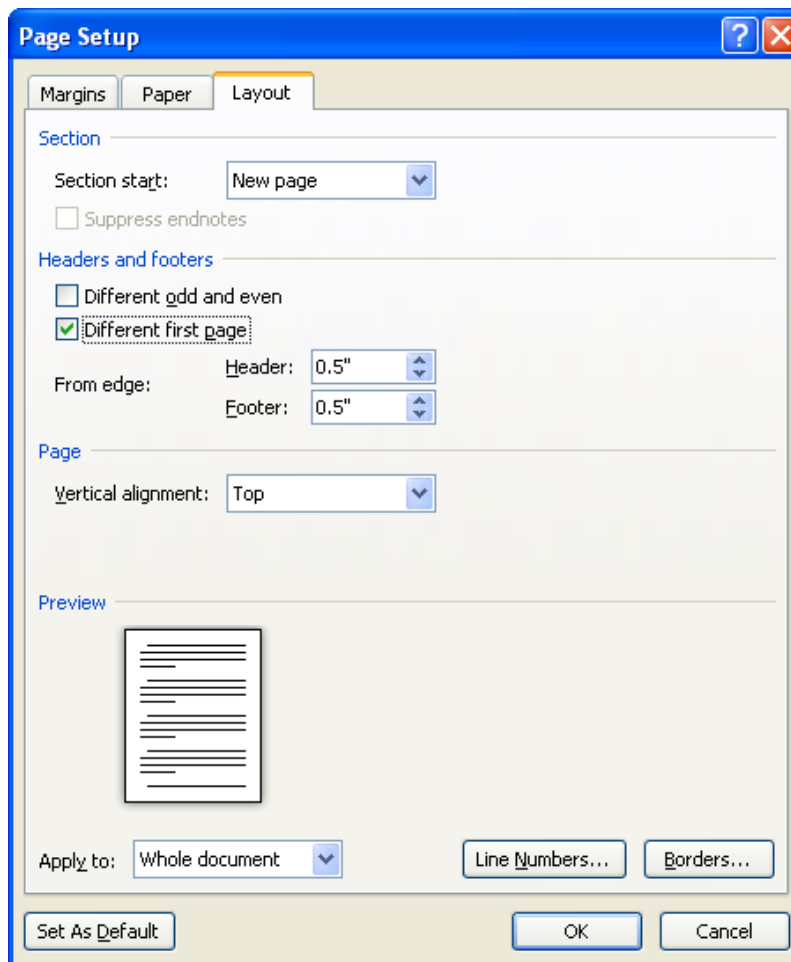 Page Setup
Margins Paper Layout
Section
Section start: New page
Suppress endnotes
Headers and footers
Different odd and even
Different first page
From edge:
Header: 0.5"
Footer: 0.5"
Page
Vertical alignment: Top
Preview
Apply to: Whole document Line Numbers... Borders...
Set As Default OK Cancel